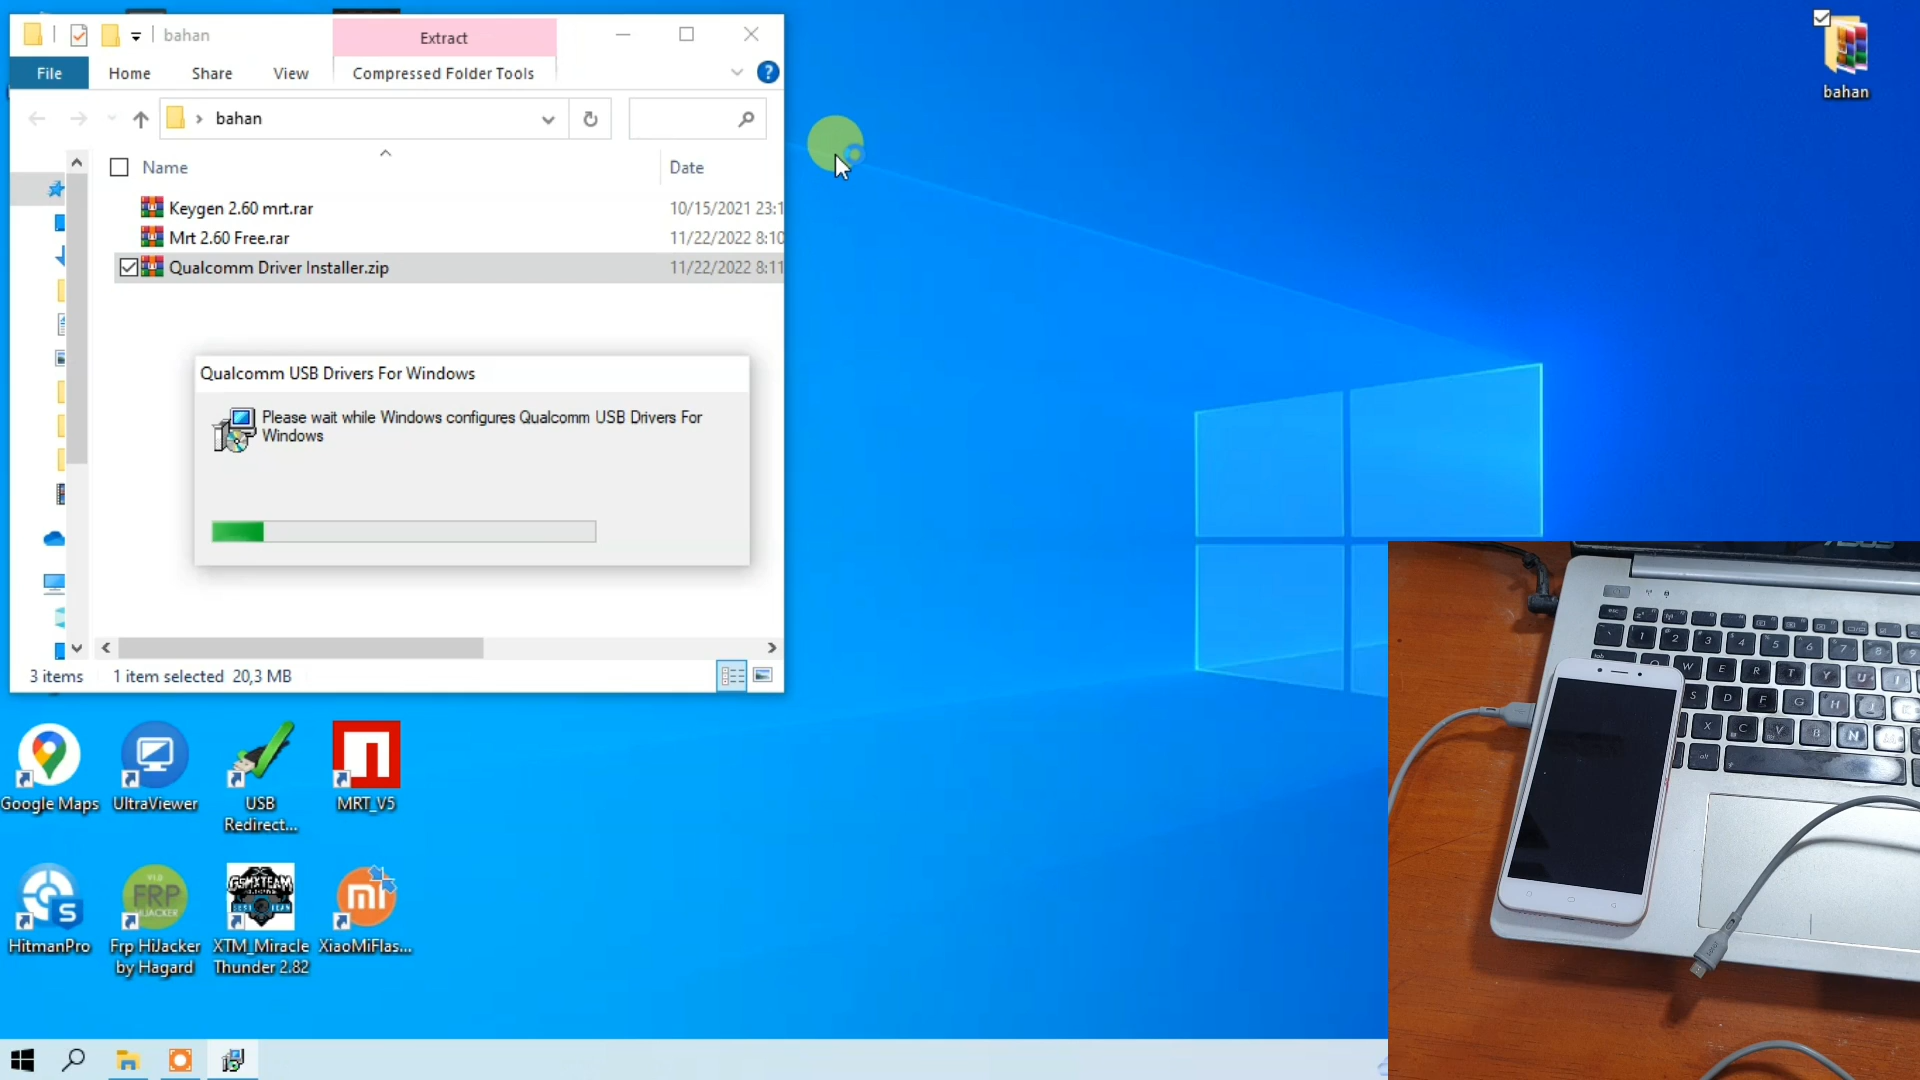 bahan
Extract
File
Home
Share
View
Compressed Folder Tools
?
bahan
Name
Date
Keygen 2.60 mrt.rar
10/15/2021 23:1
Mrt 2.60 Free.rar
11/22/2022 8:10
Qualcomm Driver Installer.zip
11/22/2022 8:11
Qualcomm USB Drivers For Windows
Please wait while Windows configures Qualcomm USB Drivers For
Windows
3 items
1 item selected 20,3 MB
bahan
Google Maps
UltraViewer
USB
Redirect...
MRT_V5
HitmanPro
Frp HiJacker
by Hagard
XTM_Miracle
Thunder 2.82
XiaoMiFlas...